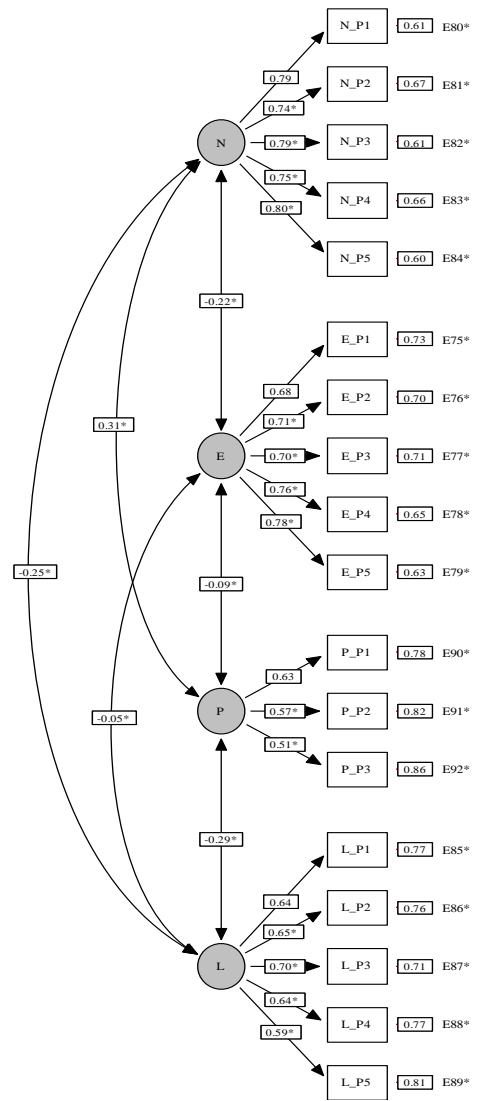 N_P1 0.61 E80*
0.79
N_P2 0.67 E81*
0.74*
N N_P3 0.61 E82*
0.79*
0.75*
N_P4 0.66 E83*
0.80*
N_P5 0.60 E84*
-0.22*
E_P1 0.73 E75*
0.68
E_P2 0.70 E76*
0.71*
0.31*
E E_P3 0.71 E77*
0.70*
0.76*
E_P4 0.65 E78*
0.78*
E_P5 0.63 E79*
-0.25*
-0.09*
P_P1 0.78 E90*
0.63
P P_P2 0.82 E91*
0.57*
-0.05*
0.51*
P_P3 0.86 E92*
-0.29*
L_P1 0.77 E85*
0.64
L_P2 0.76 E86*
0.65*
L L_P3 0.71 E87*
0.70*
0.64*
L_P4 0.77 E88*
0.59*
L_P5 0.81 E89*